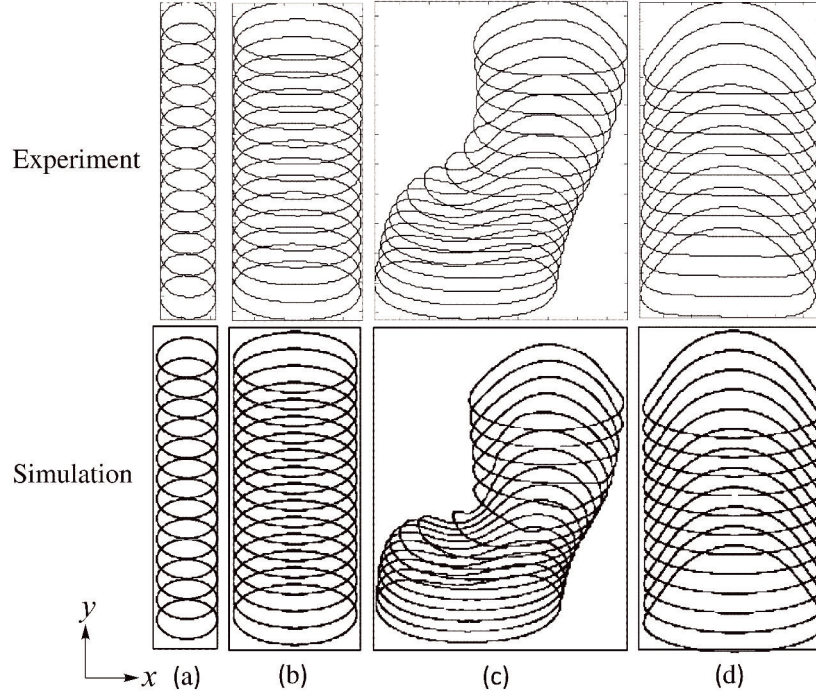 Experiment
Simulation
y
x
(a)
(b)
(c)
(d)